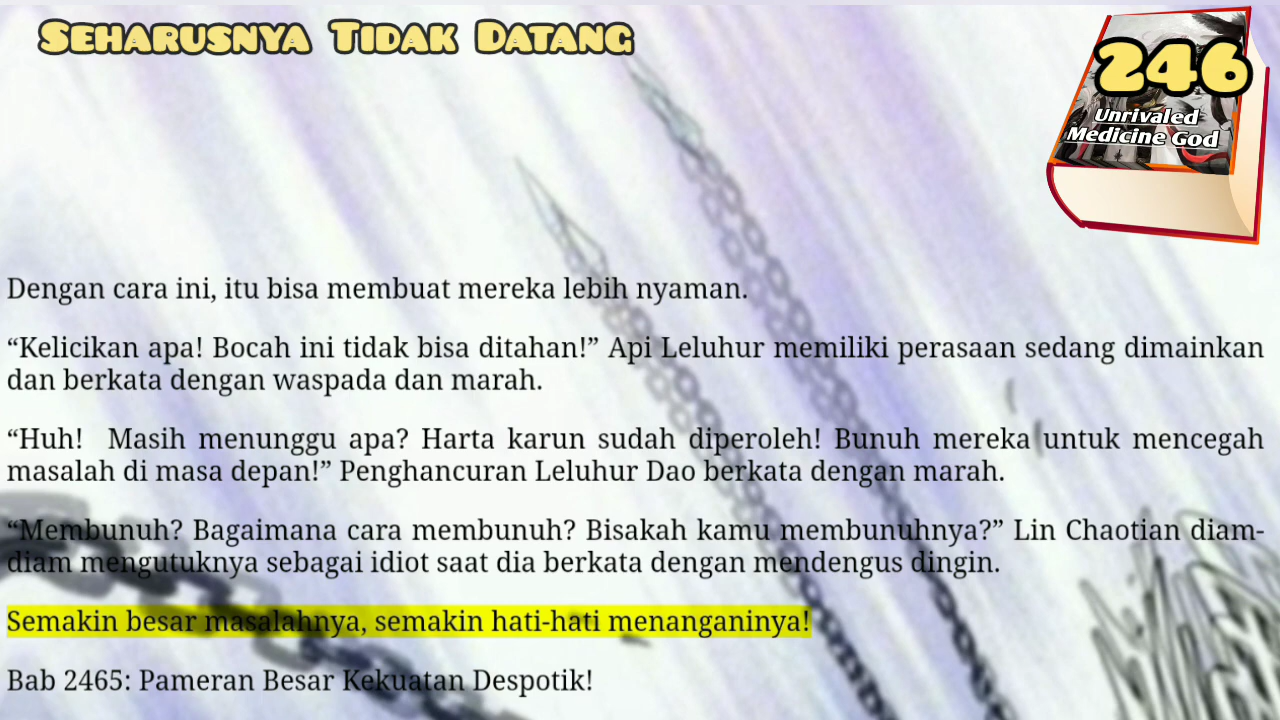 Seharusnya Tidak Datang
246
Unrivaled
Medicine God
Dengan cara ini, itu bisa membuat mereka lebih nyaman.
“Kelicikan apa! Bocah ini tidak bisa ditahan!” Api Leluhur memiliki perasaan sedang dimainkan
dan berkata dengan waspada dan marah.
“Huh!  Masih menunggu apa? Harta karun sudah diperoleh! Bunuh mereka untuk mencegah
masalah di masa depan!” Penghancuran Leluhur Dao berkata dengan marah.
“Membunuh? Bagaimana cara membunuh? Bisakah kamu membunuhnya?” Lin Chaotian diam-
diam mengutuknya sebagai idiot saat dia berkata dengan mendengus dingin.
Semakin besar masalahnya, semakin hati-hati menanganinya!
Bab 2465: Pameran Besar Kekuatan Despotik!